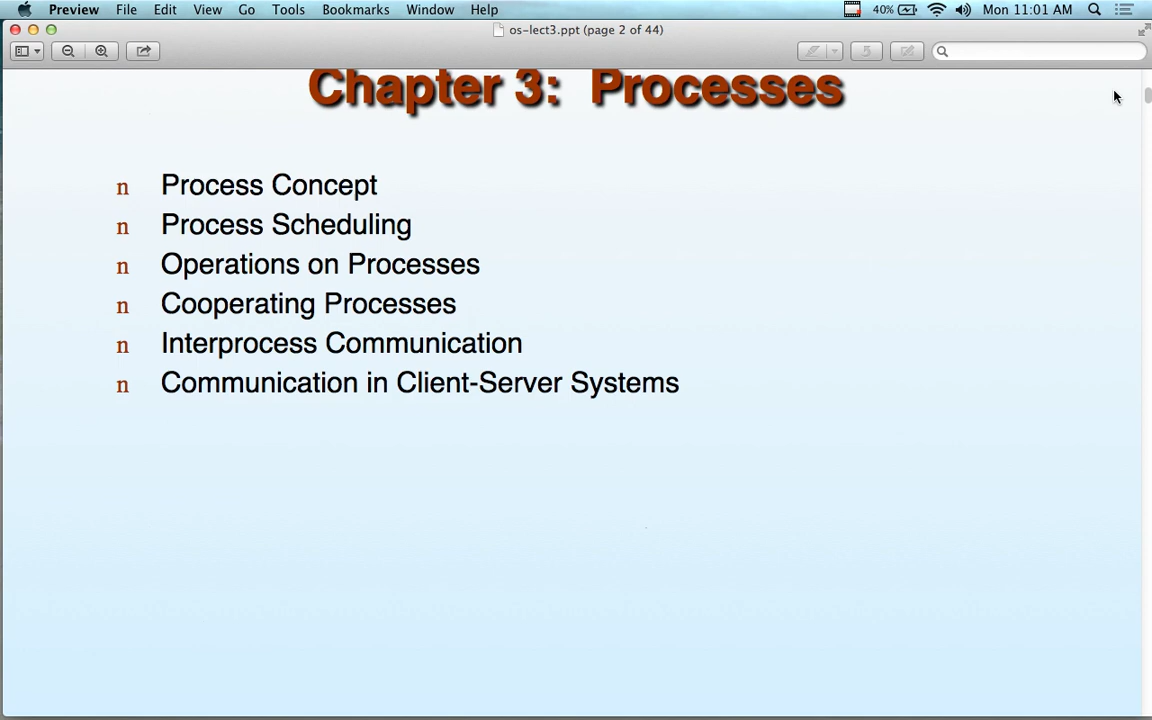 Preview File Edit View Go Tools Bookmarks Window Help 40% Mon 11:01 AM
os-lect3.ppt (page 2 of 44)
Chapter 3: Processes
n Process Concept
n Process Scheduling
n Operations on Processes
n Cooperating Processes
n Interprocess Communication
n Communication in Client-Server Systems